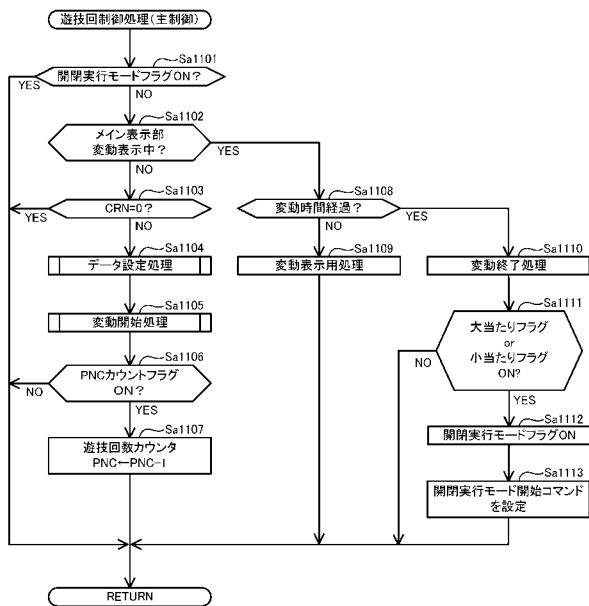 遊技回制御処理(主制御)
Sa1101
開閉実行モードフラグON?
YES
NO
Sa1102
メイン表示部
変動表示中?
YES
NO
Sa1103
CRN=0?
YES
NO
Sa1108
変動時間経過?
YES
NO
Sa1104
データ設定処理
Sa1109
変動表示用処理
Sa1110
変動終了処理
Sa1105
変動開始処理
Sa1111
大当たりフラグ
or
小当たりフラグ
ON?
NO
YES
Sa1106
PNCカウントフラグ
ON?
NO
YES
Sa1112
開閉実行モードフラグON
Sa1107
遊技回数カウンタ
PNC←PNC-1
Sa1113
開閉実行モード開始コマンド
を設定
RETURN